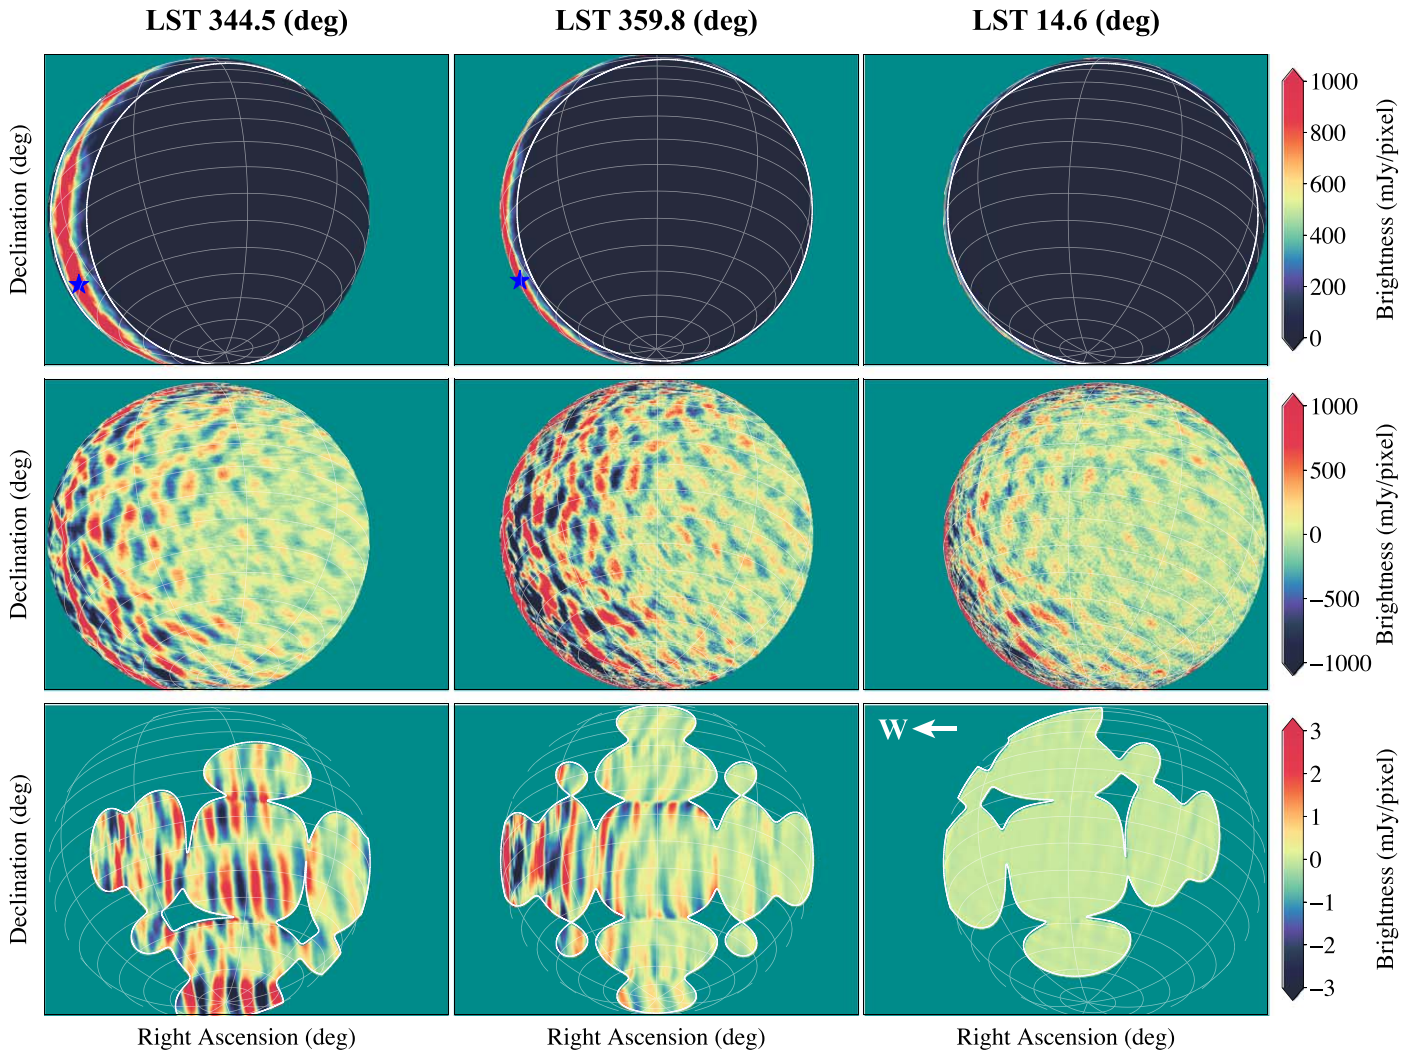 LST 344.5 (deg)
LST 359.8 (deg)
LST 14.6 (deg)
Declination (deg)
1000
800
600
400
200
0
Brightness (mJy/pixel)
Declination (deg)
1000
500
0
−500
−1000
Brightness (mJy/pixel)
Declination (deg)
W
3
2
1
0
−1
−2
−3
Brightness (mJy/pixel)
Right Ascension (deg)
Right Ascension (deg)
Right Ascension (deg)